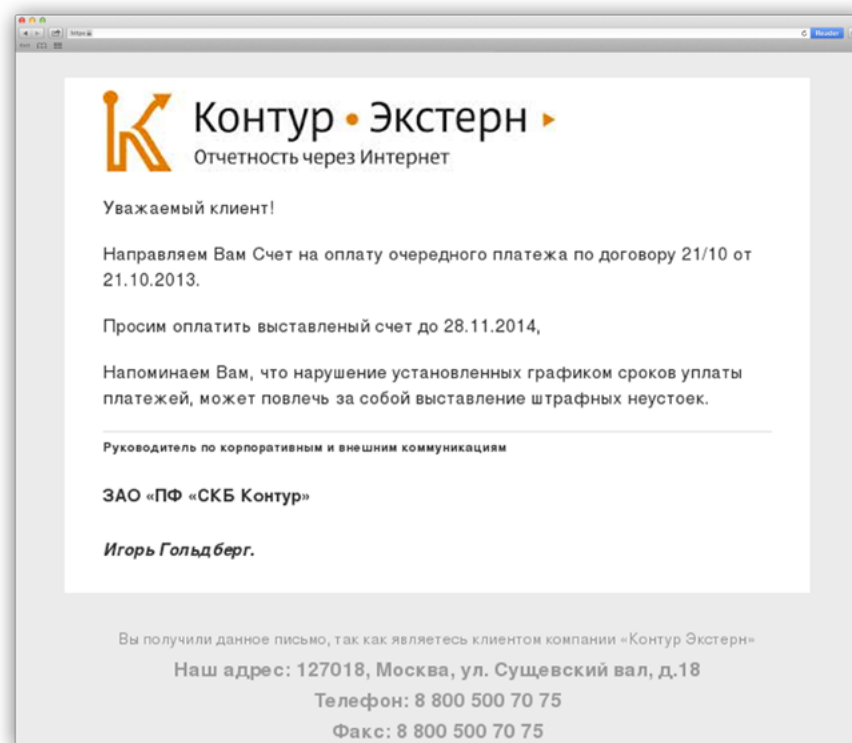 https
Reader
Контур • Экстерн
Отчетность через Интернет
Уважаемый клиент!
Направляем Вам Счет на оплату очередного платежа по договору 21/10 от
21.10.2013.
Просим оплатить выставленый счет до 28.11.2014,
Напоминаем Вам, что нарушение установленных графиком сроков уплаты
платежей, может повлечь за собой выставление штрафных неустоек.
Руководитель по корпоративным и внешним коммуникациям
ЗАО «ПФ «СКБ Контур»
Игорь Гольдберг.
Вы получили данное письмо, так как являетесь клиентом компании «Контур Экстерн»
Наш адрес: 127018, Москва, ул. Сущевский вал, д.18
Телефон: 8 800 500 70 75
Факс: 8 800 500 70 75